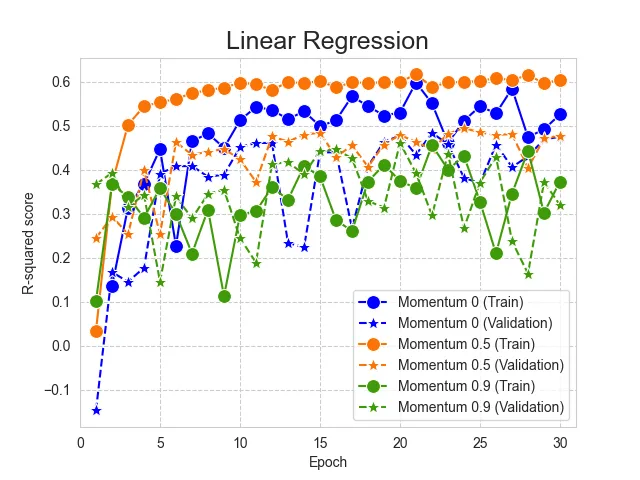 Linear Regression
R-squared score
0.6
0.5
0.4
0.3
0.2
0.1
0.0
−0.1
0 5 10 15 20 25 30
Epoch
Momentum 0 (Train)
Momentum 0 (Validation)
Momentum 0.5 (Train)
Momentum 0.5 (Validation)
Momentum 0.9 (Train)
Momentum 0.9 (Validation)